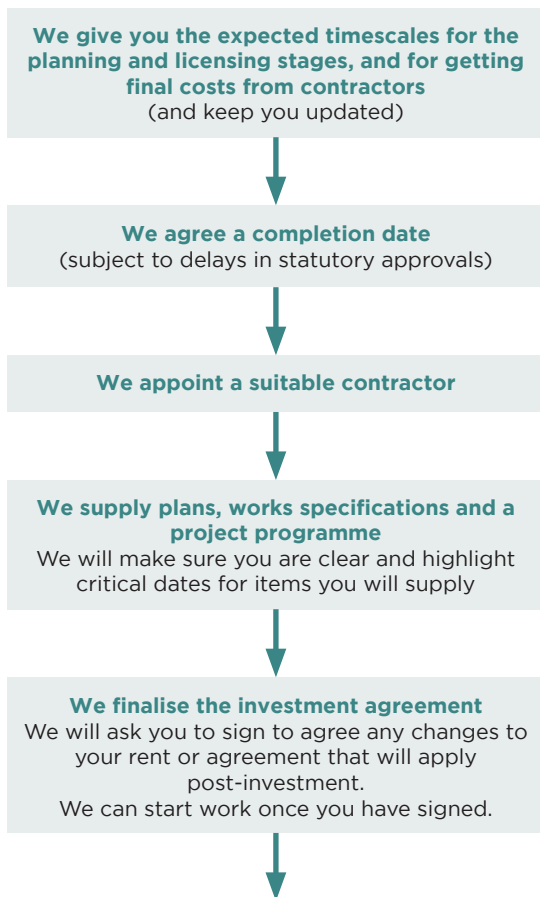 We give you the expected timescales for the
planning and licensing stages, and for getting
final costs from contractors
(and keep you updated)
We agree a completion date
(subject to delays in statutory approvals)
We appoint a suitable contractor
We supply plans, works specifications and a
project programme
We will make sure you are clear and highlight
critical dates for items you will supply
We finalise the investment agreement
We will ask you to sign to agree any changes to
your rent or agreement that will apply
post-investment.
We can start work once you have signed.